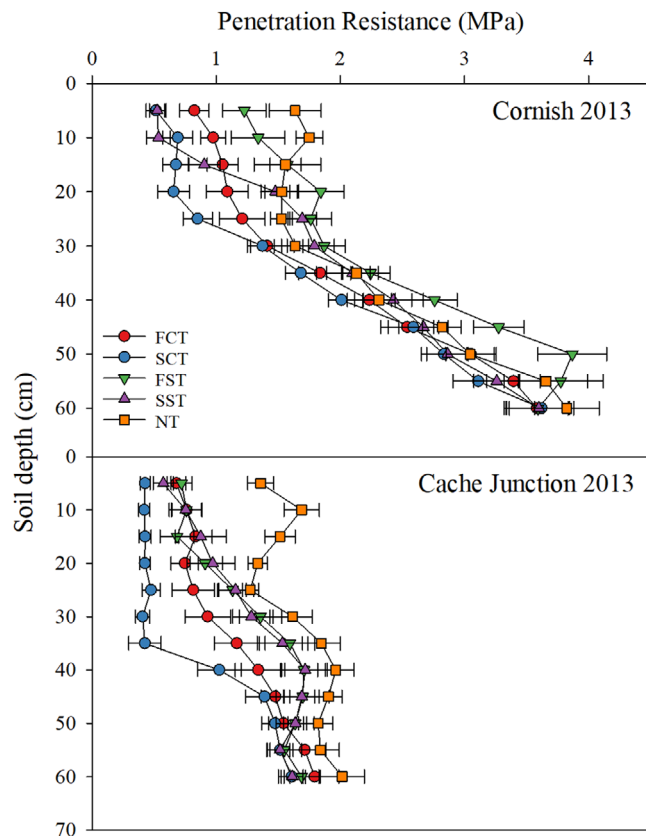 Penetration Resistance (MPa)
0 1 2 3 4
0
Cornish 2013
10
20
30
40
FCT
SCT
50
FST
SST
60
NT
Soil depth (cm)
0
Cache Junction 2013
10
20
30
40
50
60
70